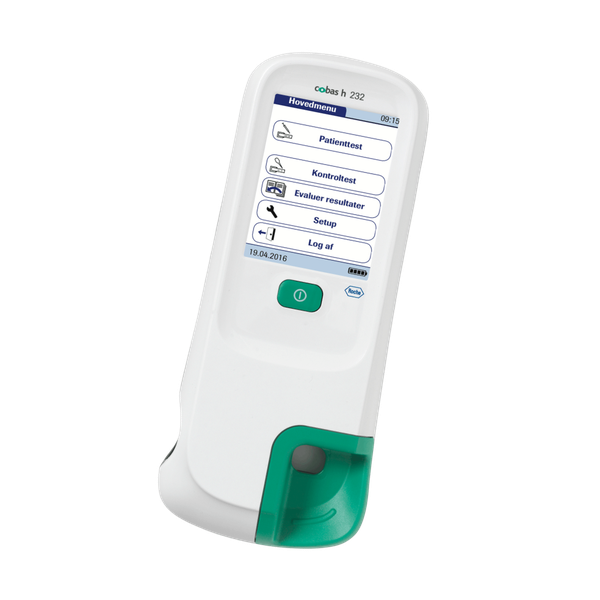 cobas h 232
Hovedmenu 09:15
Patienttest
Kontroltest
Evaluer resultater
Setup
Log af
19.04.2016
Roche